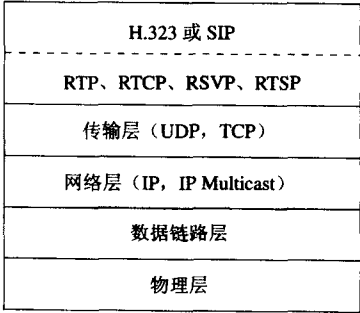 H.323 或 SIP
RTP、RTCP、RSVP、RTSP
传输层（UDP，TCP）
网络层（IP，IP Multicast）
数据链路层
物理层